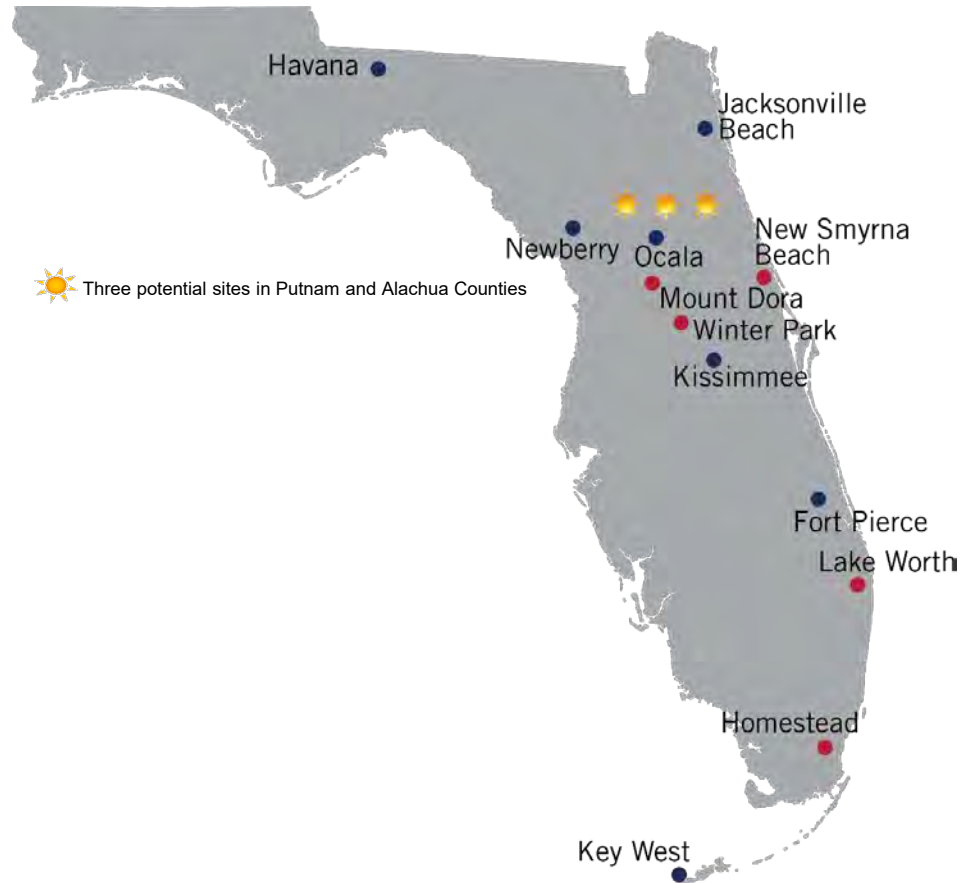 Havana
Jacksonville
Beach
New Smyrna
Beach
Newberry
Ocala
Three potential sites in Putnam and Alachua Counties
Mount Dora
Winter Park
Kissimmee
Fort Pierce
Lake Worth
Homestead
Key West